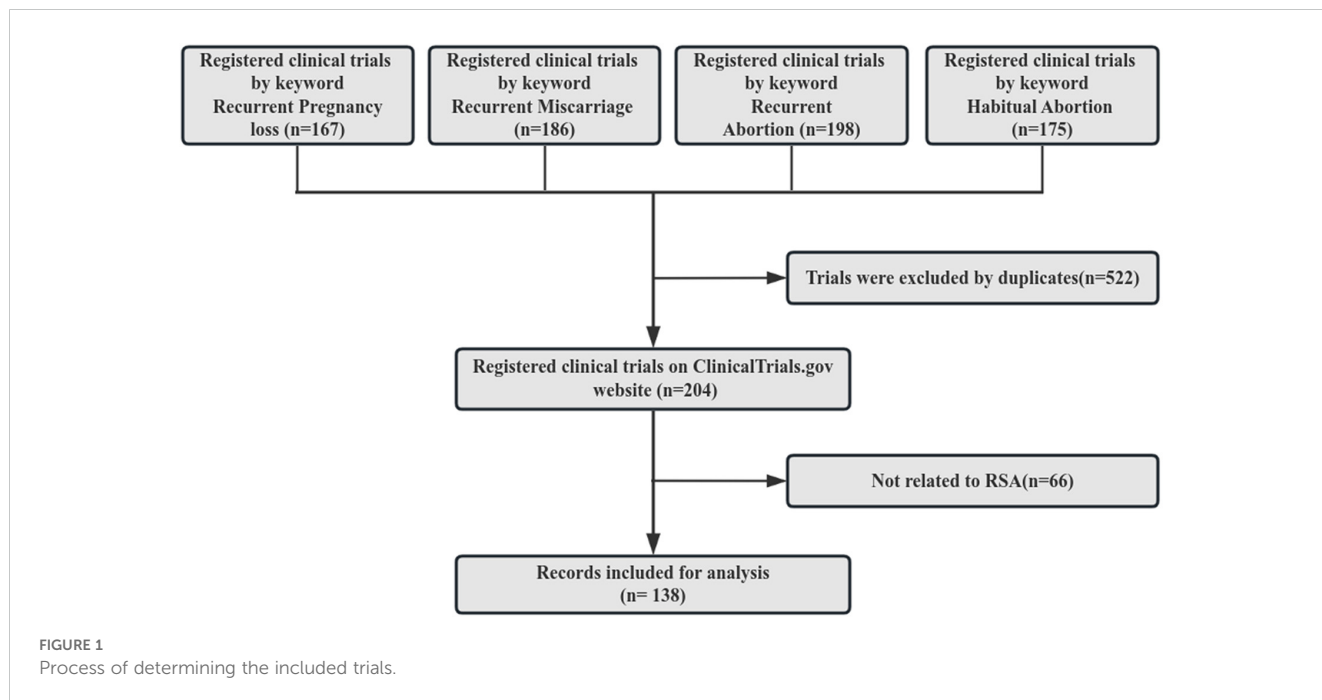 Registered clinical trials
by keyword
Recurrent Pregnancy
loss (n=167)
Registered clinical trials
by keyword
Recurrent Miscarriage
(n=186)
Registered clinical trials
by keyword
Recurrent
Abortion (n=198)
Registered clinical trials
by keyword
Habitual Abortion
(n=175)
Trials were excluded by duplicates(n=522)
Registered clinical trials on ClinicalTrials.gov
website (n=204)
Not related to RSA(n=66)
Records included for analysis
(n= 138)
FIGURE 1
Process of determining the included trials.